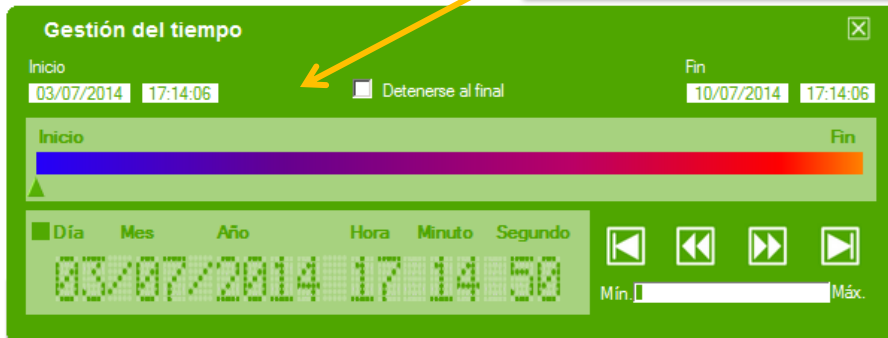 Gestión del tiempo
Inicio
Fin
03/07/2014 17:14:06
Detenerse al final
10/07/2014 17:14:06
Inicio
Fin
Día Mes Año Hora Minuto Segundo
03/07/2014 17 14 50
Mín.
Máx.